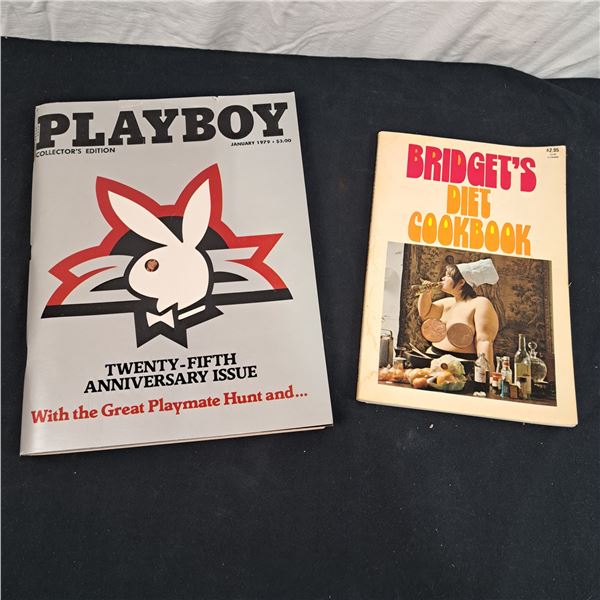 PLAYBOY
COLLECTOR'S EDITION
JANUARY 1979 • $3.00
TWENTY-FIFTH
ANNIVERSARY ISSUE
With the Great Playmate Hunt and...
$2.95
BRIDGET'S
DIET
COOKBOOK